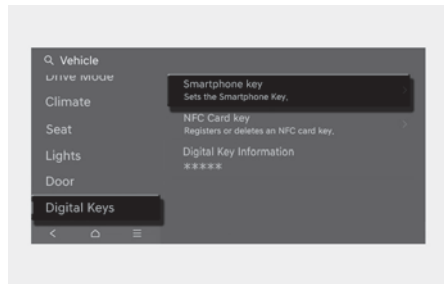 Vehicle
Drive Mode
Climate
Seat
Lights
Door
Digital Keys
Smartphone key
Sets the Smartphone Key,
NFC Card key
Registers or deletes an NFC card key,
Digital Key Information
*****